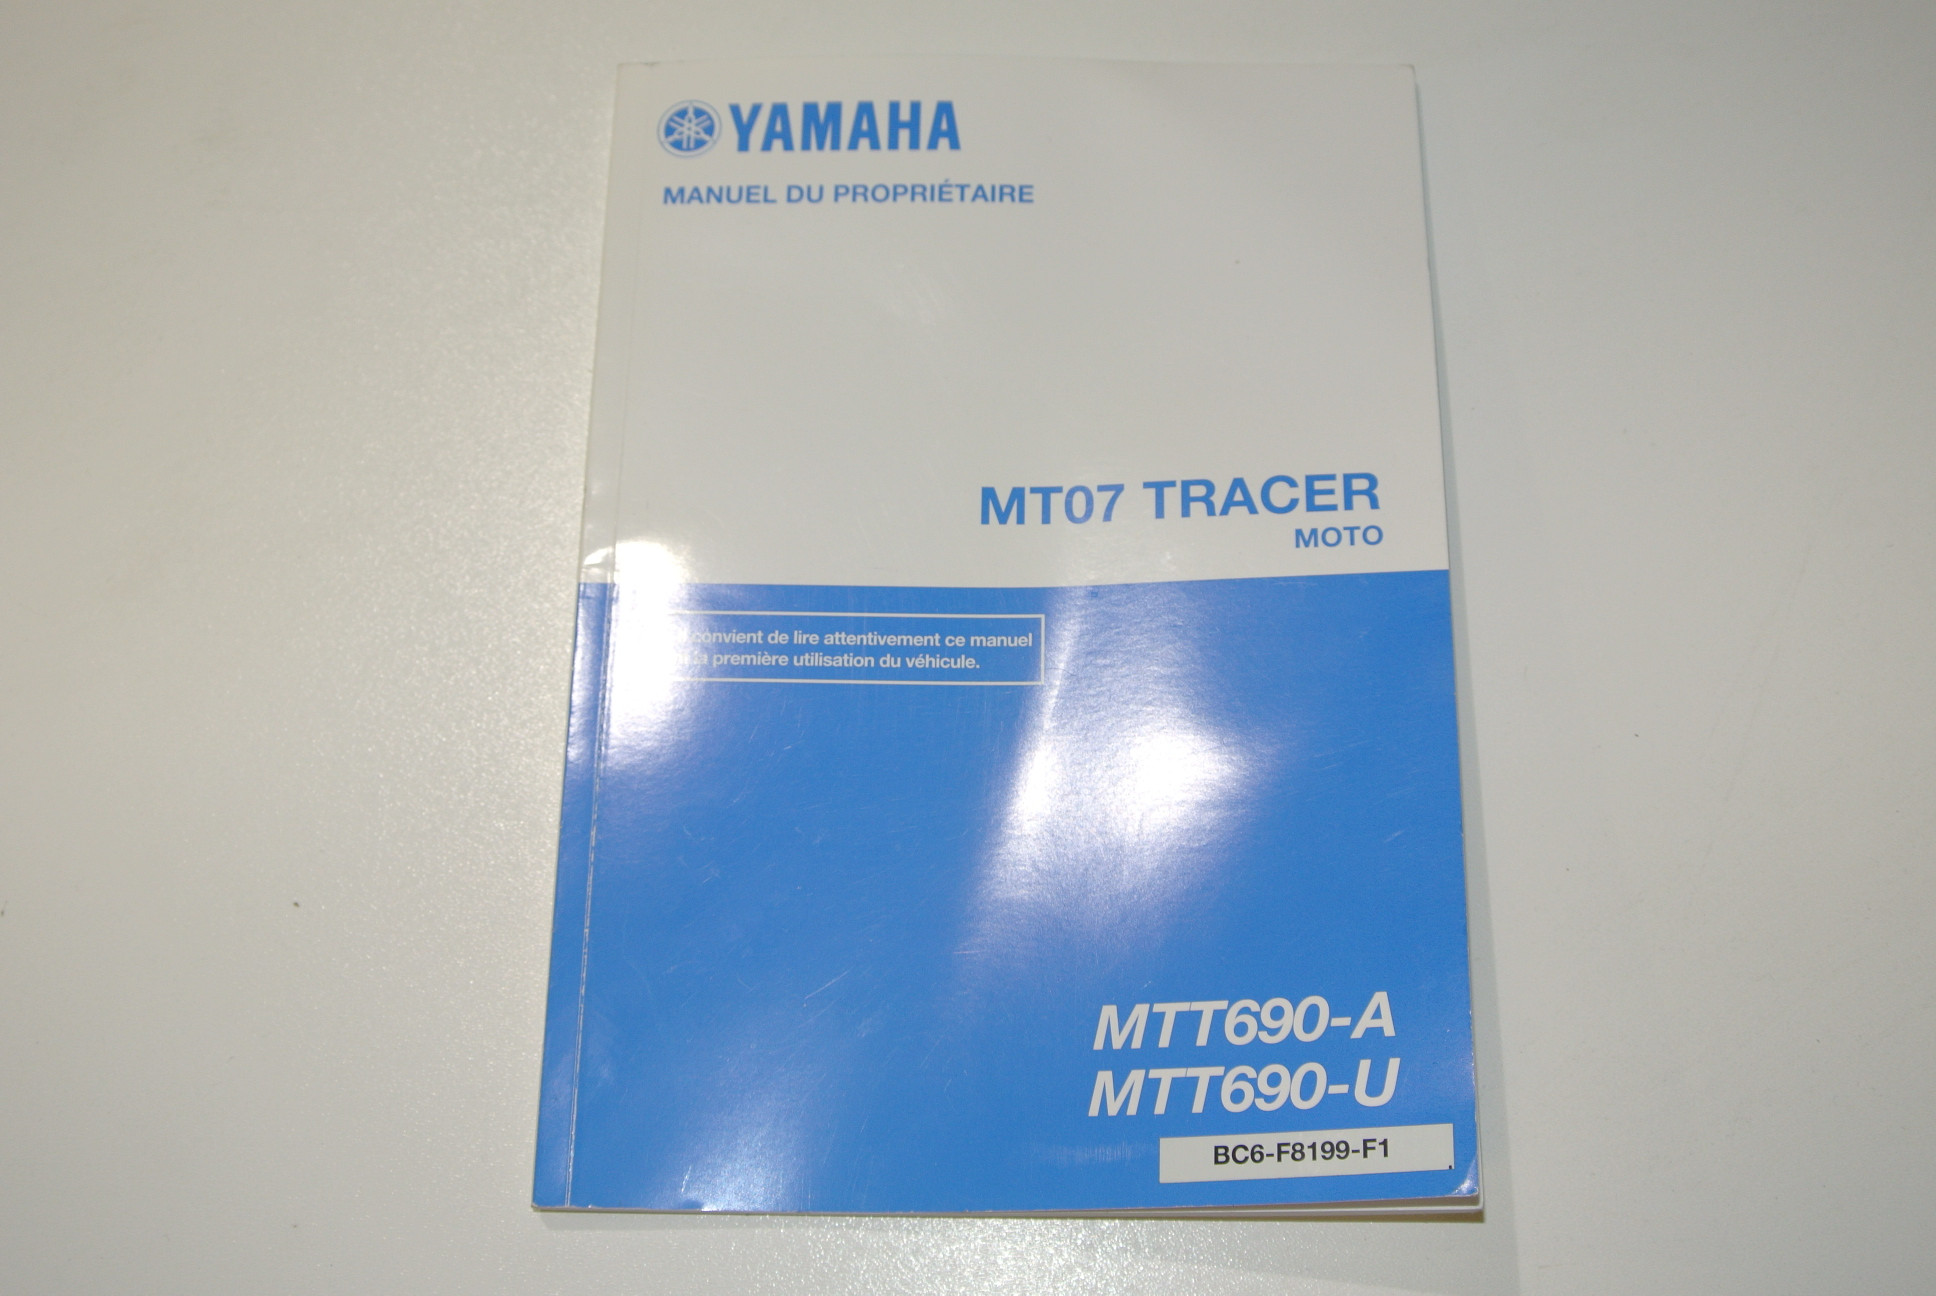 YAMAHA
MANUEL DU PROPRIÉTAIRE
MT07 TRACER
MOTO
convient de lire attentivement ce manuel
la première utilisation du véhicule.
MTT690-A
MTT690-U
BC6-F8199-F1